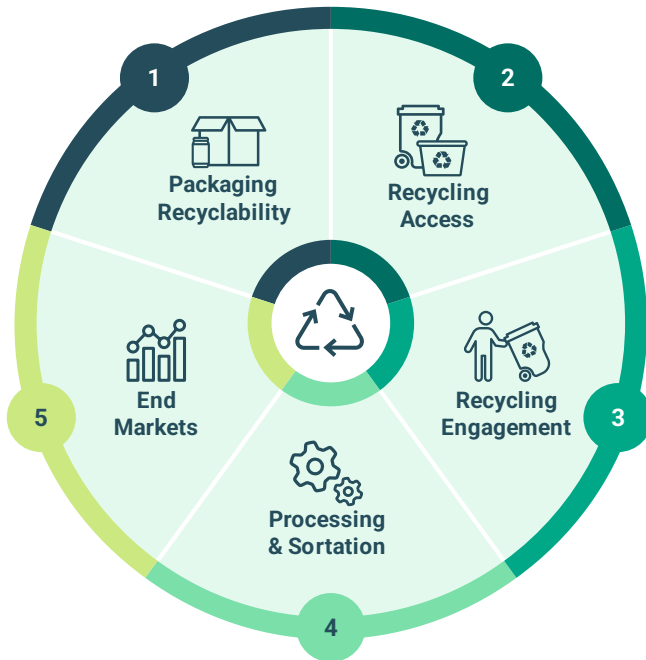 1
Packaging
Recyclability
2
Recycling
Access
3
Recycling
Engagement
4
Processing
& Sortation
5
End
Markets